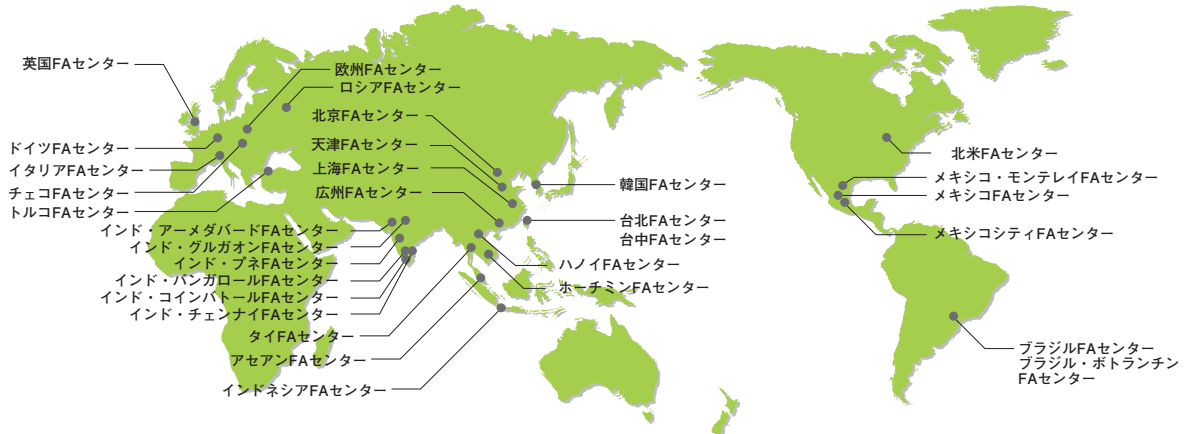 英国FAセンター
欧州FAセンター
ロシアFAセンター
北京FAセンター
ドイツFAセンター
天津FAセンター
イタリアFAセンター
上海FAセンター
チェコFAセンター
広州FAセンター
トルコFAセンター
韓国FAセンター
台北FAセンター
台中FAセンター
インド・アーメダバードFAセンター
インド・グルガオンFAセンター
インド・プネFAセンター
インド・バンガロールFAセンター
インド・コインバトールFAセンター
インド・チェンナイFAセンター
ハノイFAセンター
ホーチミンFAセンター
タイFAセンター
アセアンFAセンター
インドネシアFAセンター
北米FAセンター
メキシコ・モンテレイFAセンター
メキシコFAセンター
メキシコシティFAセンター
ブラジルFAセンター
ブラジル・ボトランチン
FAセンター